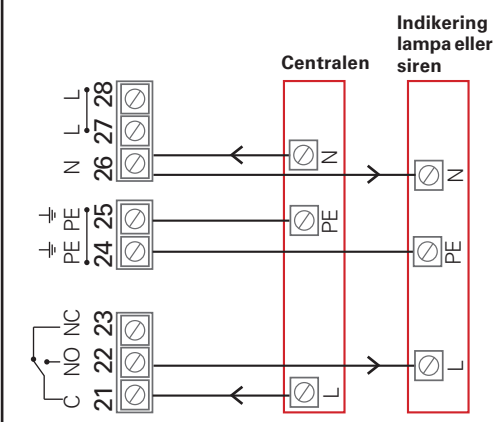 Indikering
lampa eller
siren
Centralen
L 28
L 27
N 26
PE 25
PE 24
NC 23
NO 22
C 21
N
PE
L
N
PE
L